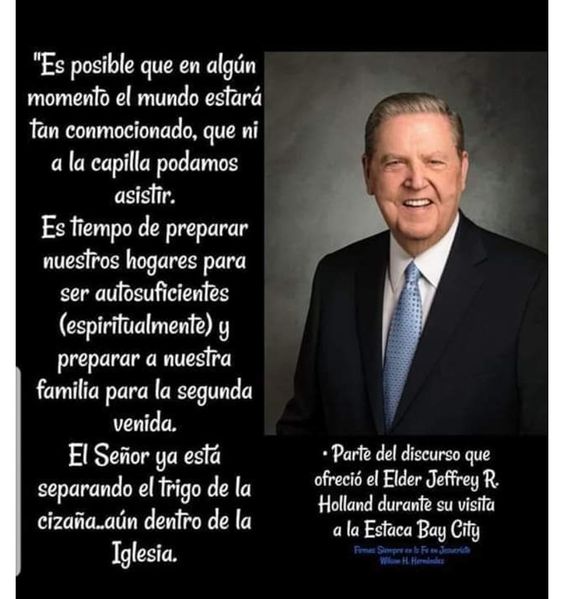 "Es posible que en algún
momento el mundo estará
tan conmocionado, que ni
a la capilla podamos
asistir.
Es tiempo de preparar
nuestros hogares para
ser autosuficientes
(espiritualmente) y
preparar a nuestra
familia para la segunda
venida.
El Señor ya está
separando el trigo de la
cizaña..aún dentro de la
Iglesia.
• Parte del discurso que
ofreció el Elder Jeffrey R.
Holland durante su visita
a la Estaca Bay City
Firmes Siempre en la Fe en Jesucristo
Wilson H. Hernández